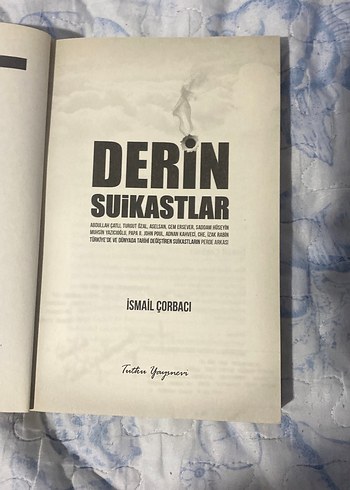 DERİN
SUİKASTLAR
ABDULLAH ÇATLI, TURGUT ÖZAL, ASELSAN, CEM ERSEVER, SADDAM HÜSEYİN
MUHSİN YAZICIOĞLU, PAPA II. JOHN POUL, ADNAN KAHVECİ, CHE, İZAK RABİN
TÜRKİYE'DE VE DÜNYADA TARİHİ DEĞİŞTİREN SUİKASTLARIN PERDE ARKASI
İSMAİL ÇORBACI
Tutku Yayınevi